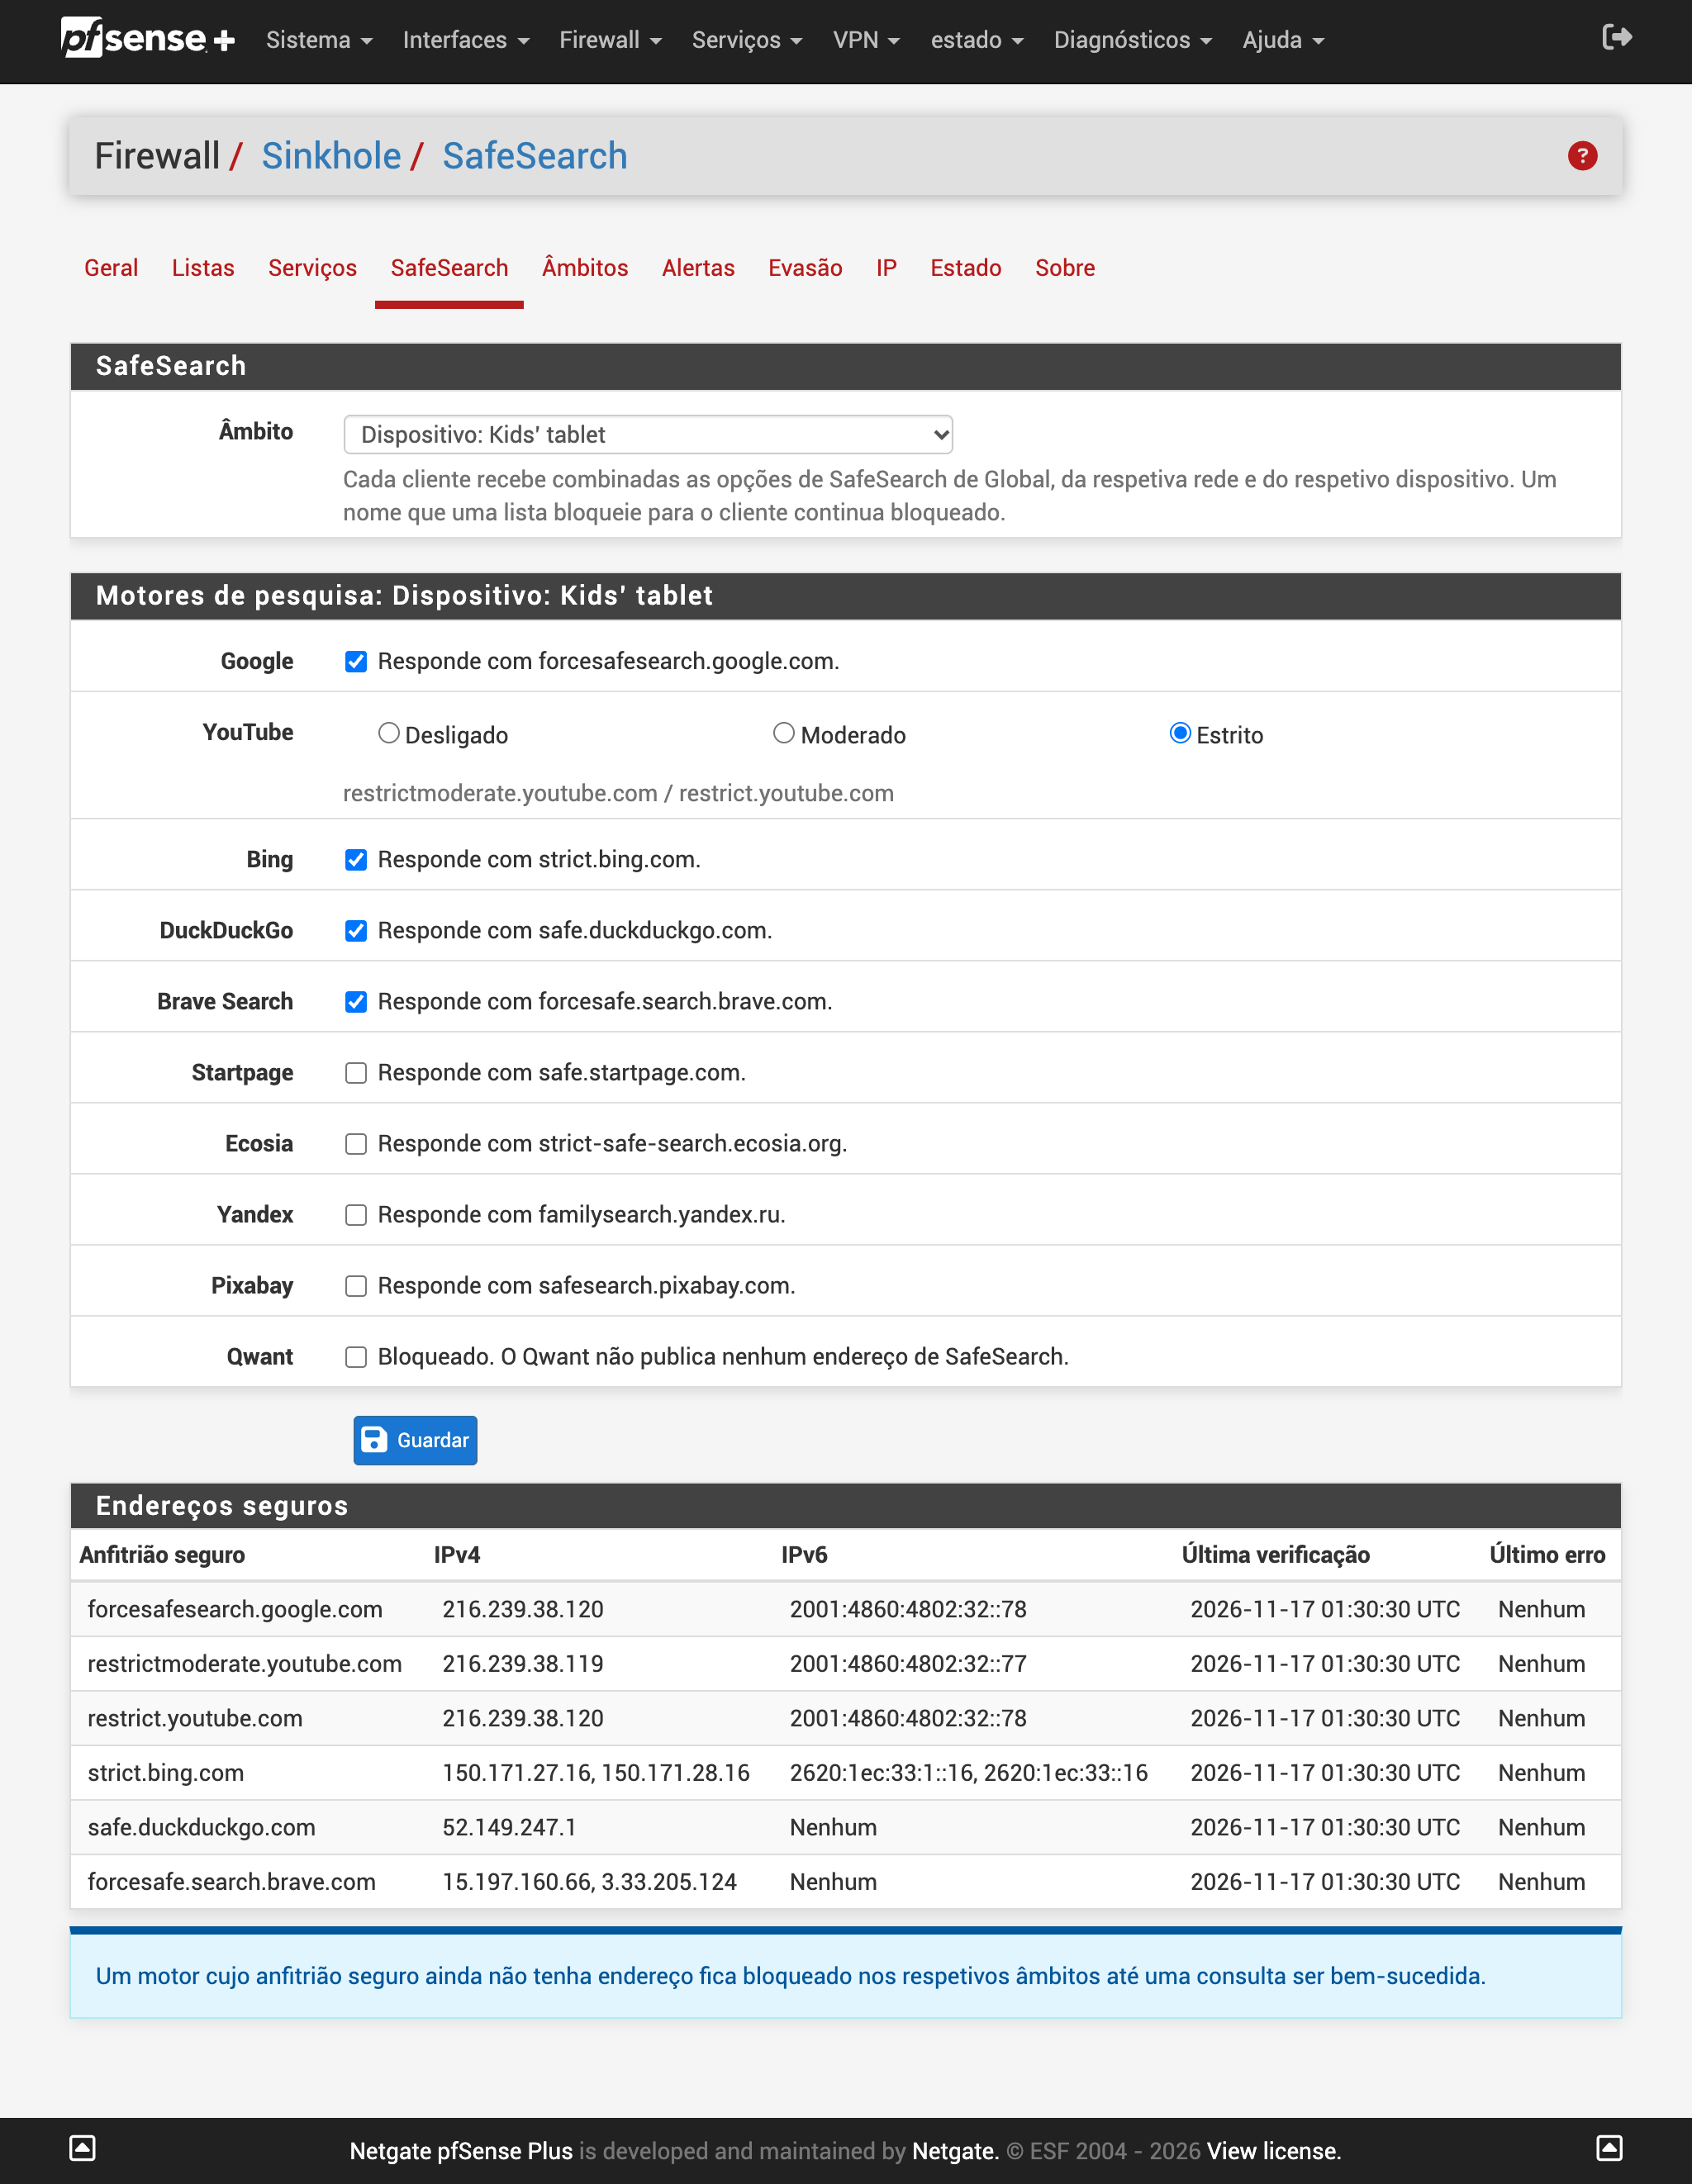 pfsense +
Sistema
Interfaces
Firewall
Serviços
VPN
estado
Diagnósticos
Ajuda
Firewall / Sinkhole / SafeSearch
?
Geral
Listas
Serviços
SafeSearch
Âmbitos
Alertas
Evasão
IP
Estado
Sobre
SafeSearch
Âmbito
Dispositivo: Kids' tablet
Cada cliente recebe combinadas as opções de SafeSearch de Global, da respetiva rede e do respetivo dispositivo. Um
nome que uma lista bloqueie para o cliente continua bloqueado.
Motores de pesquisa: Dispositivo: Kids' tablet
Google Responde com forcesafesearch.google.com.
YouTube Desligado Moderado Estrito
restrictmoderate.youtube.com / restrict.youtube.com
Bing Responde com strict.bing.com.
DuckDuckGo Responde com safe.duckduckgo.com.
Brave Search Responde com forcesafe.search.brave.com.
Startpage Responde com safe.startpage.com.
Ecosia Responde com strict-safe-search.ecosia.org.
Yandex Responde com familysearch.yandex.ru.
Pixabay Responde com safesearch.pixabay.com.
Qwant Bloqueado. O Qwant não publica nenhum endereço de SafeSearch.
Guardar
Endereços seguros
Anfitrião seguro IPv4 IPv6 Última verificação Último erro
forcesafesearch.google.com 216.239.38.120 2001:4860:4802:32::78 2026-11-17 01:30:30 UTC Nenhum
restrictmoderate.youtube.com 216.239.38.119 2001:4860:4802:32::77 2026-11-17 01:30:30 UTC Nenhum
restrict.youtube.com 216.239.38.120 2001:4860:4802:32::78 2026-11-17 01:30:30 UTC Nenhum
strict.bing.com 150.171.27.16, 150.171.28.16 2620:1ec:33:1::16, 2620:1ec:33::16 2026-11-17 01:30:30 UTC Nenhum
safe.duckduckgo.com 52.149.247.1 Nenhum 2026-11-17 01:30:30 UTC Nenhum
forcesafe.search.brave.com 15.197.160.66, 3.33.205.124 Nenhum 2026-11-17 01:30:30 UTC Nenhum
Um motor cujo anfitrião seguro ainda não tenha endereço fica bloqueado nos respetivos âmbitos até uma consulta ser bem-sucedida.
Netgate pfSense Plus is developed and maintained by Netgate. © ESF 2004 - 2026 View license.